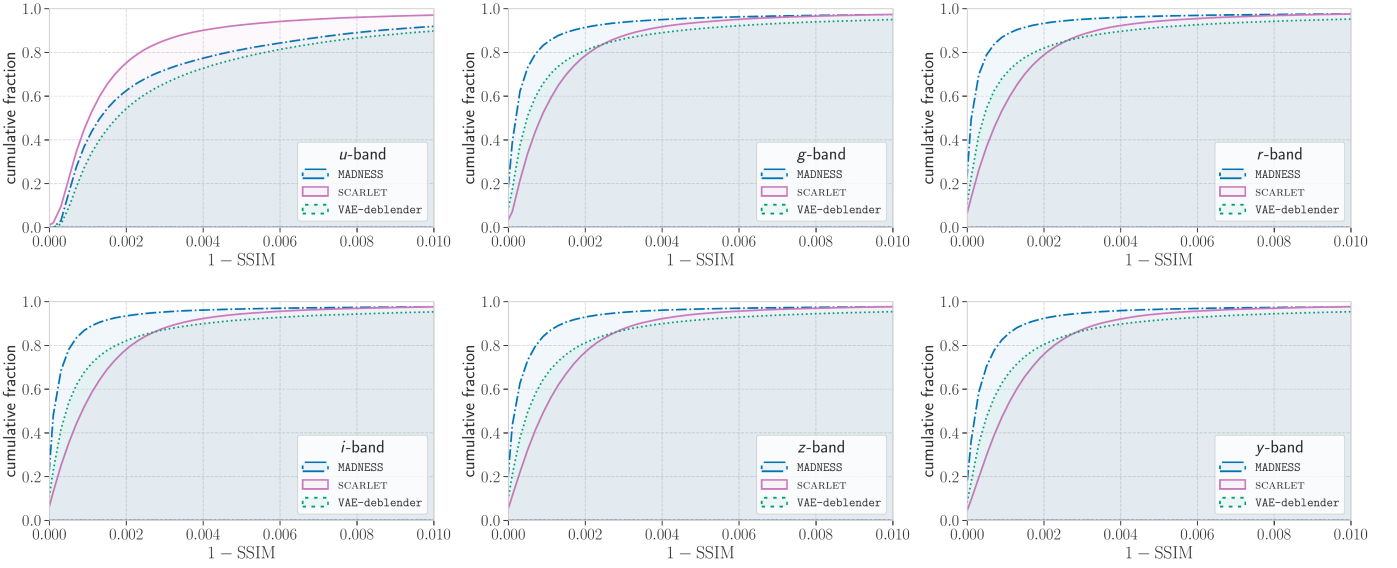 cumulative fraction
1.0
0.8
0.6
0.4
0.2
0.0
u-band
MADNESS
SCARLET
VAE-deblender
0.000 0.002 0.004 0.006 0.008 0.010
1 − SSIM
cumulative fraction
1.0
0.8
0.6
0.4
0.2
0.0
g-band
MADNESS
SCARLET
VAE-deblender
0.000 0.002 0.004 0.006 0.008 0.010
1 − SSIM
cumulative fraction
1.0
0.8
0.6
0.4
0.2
0.0
r-band
MADNESS
SCARLET
VAE-deblender
0.000 0.002 0.004 0.006 0.008 0.010
1 − SSIM
cumulative fraction
1.0
0.8
0.6
0.4
0.2
0.0
i-band
MADNESS
SCARLET
VAE-deblender
0.000 0.002 0.004 0.006 0.008 0.010
1 − SSIM
cumulative fraction
1.0
0.8
0.6
0.4
0.2
0.0
z-band
MADNESS
SCARLET
VAE-deblender
0.000 0.002 0.004 0.006 0.008 0.010
1 − SSIM
cumulative fraction
1.0
0.8
0.6
0.4
0.2
0.0
y-band
MADNESS
SCARLET
VAE-deblender
0.000 0.002 0.004 0.006 0.008 0.010
1 − SSIM